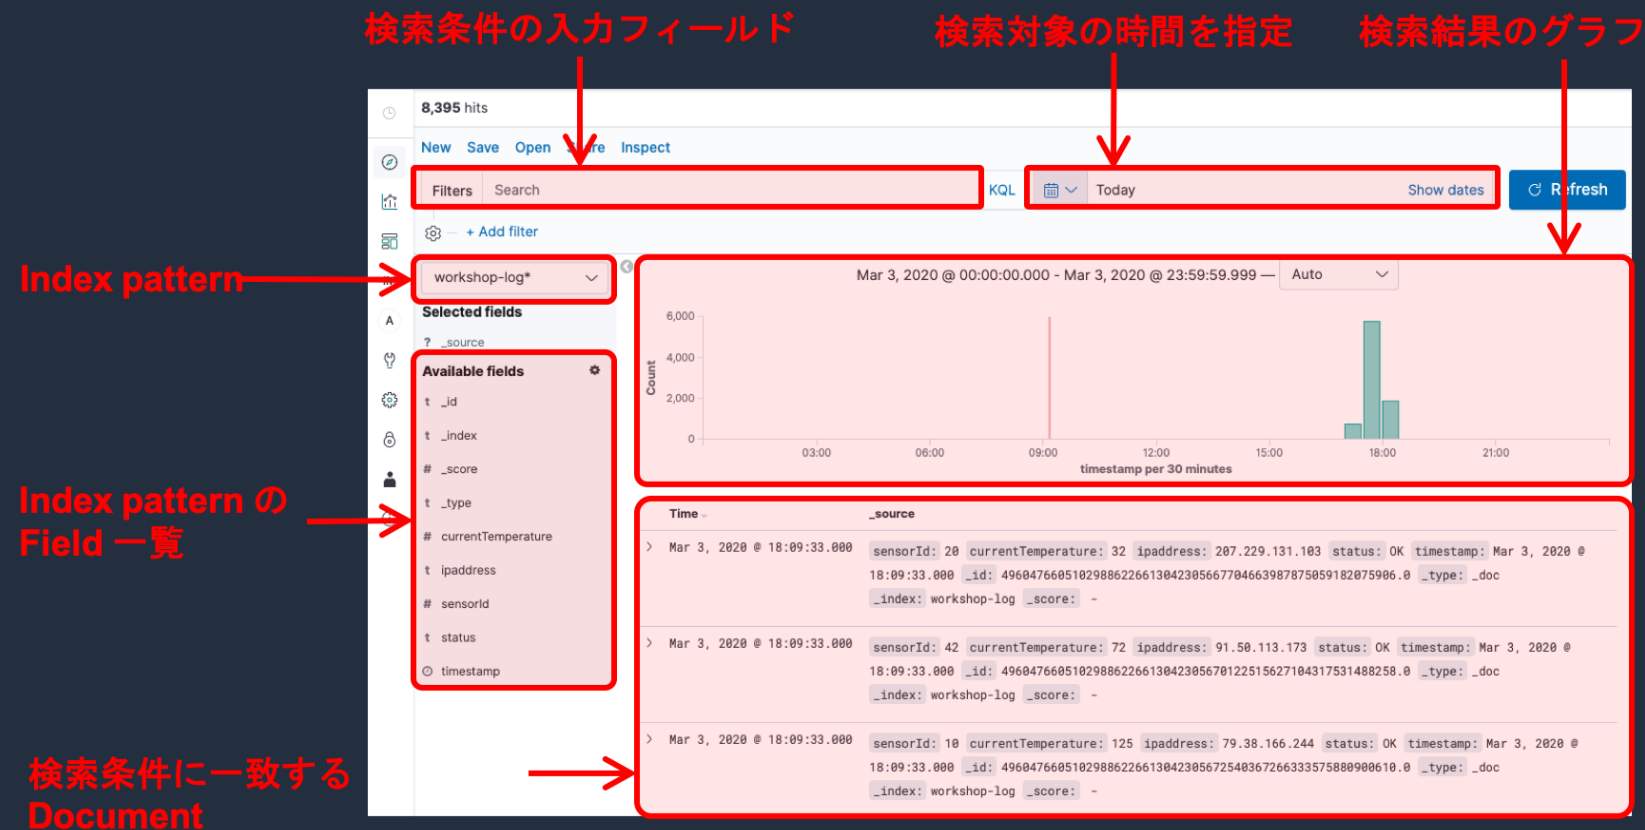 検索条件の入力フィールド
検索対象の時間を指定
検索結果のグラフ
8,395 hits
New Save Open Share Inspect
Filters Search KQL Today Show dates Refresh
+ Add filter
Index pattern
workshop-log*
Selected fields
? _source
Index pattern の
Field 一覧
Available fields
t _id
t _index
# _score
t _type
# currentTemperature
t ipaddress
# sensorId
t status
timestamp
A
Mar 3, 2020 @ 00:00:00.000 - Mar 3, 2020 @ 23:59:59.999 — Auto
Count
6,000
4,000
2,000
0
03:00 06:00 09:00 12:00 15:00 18:00 21:00
timestamp per 30 minutes
検索条件に一致する
Document
Time _source
Mar 3, 2020 @ 18:09:33.000 sensorId: 20 currentTemperature: 32 ipaddress: 207.229.131.103 status: OK timestamp: Mar 3, 2020 @
18:09:33.000 _id: 49604766051029886226613042305667704663987875059182075906.0 _type: _doc
_index: workshop-log _score: -
Mar 3, 2020 @ 18:09:33.000 sensorId: 42 currentTemperature: 72 ipaddress: 91.50.113.173 status: OK timestamp: Mar 3, 2020 @
18:09:33.000 _id: 49604766051029886226613042305670122515627104317531488258.0 _type: _doc
_index: workshop-log _score: -
Mar 3, 2020 @ 18:09:33.000 sensorId: 10 currentTemperature: 125 ipaddress: 79.38.166.244 status: OK timestamp: Mar 3, 2020 @
18:09:33.000 _id: 49604766051029886226613042305672540367266333575880900610.0 _type: _doc
_index: workshop-log _score: -